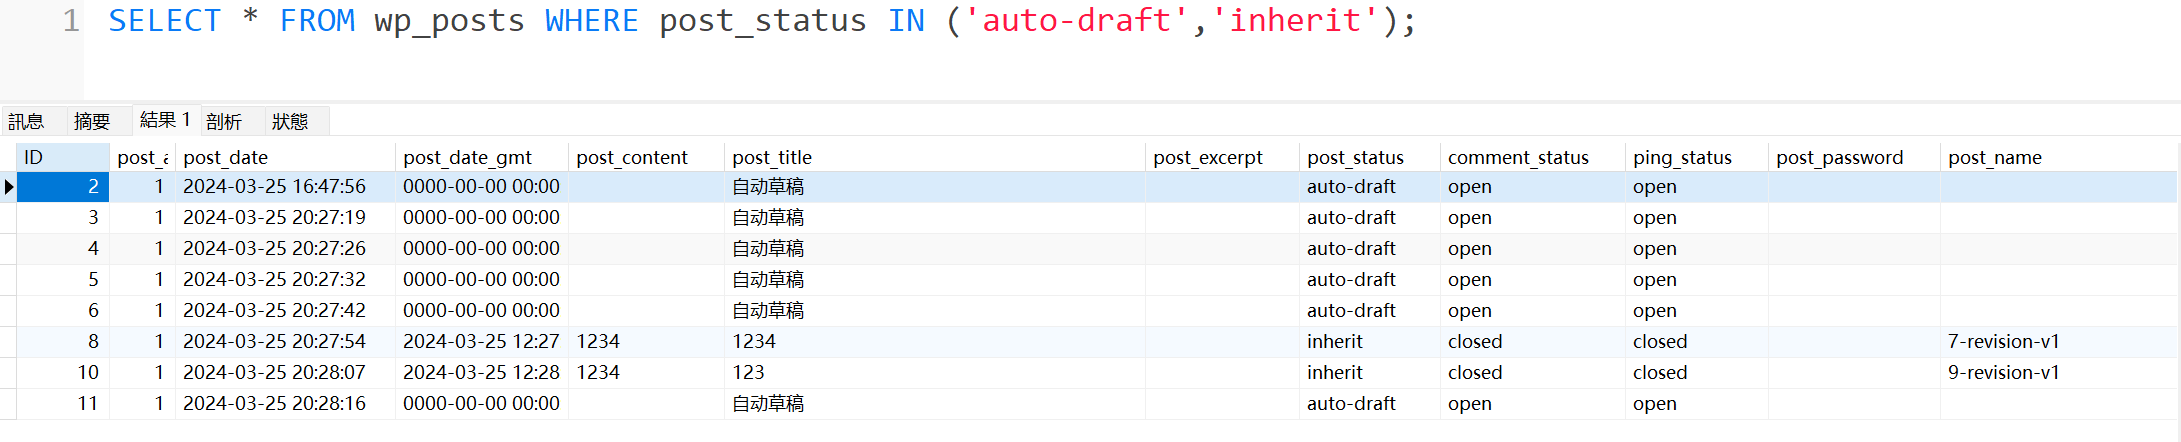 1 SELECT * FROM wp_posts WHERE post_status IN ('auto-draft','inherit');
訊息 摘要 結果 1 剖析 狀態
ID post_a post_date post_date_gmt post_content post_title post_excerpt post_status comment_status ping_status post_password post_name
2 1 2024-03-25 16:47:56 0000-00-00 00:00 自动草稿 auto-draft open open
3 1 2024-03-25 20:27:19 0000-00-00 00:00 自动草稿 auto-draft open open
4 1 2024-03-25 20:27:26 0000-00-00 00:00 自动草稿 auto-draft open open
5 1 2024-03-25 20:27:32 0000-00-00 00:00 自动草稿 auto-draft open open
6 1 2024-03-25 20:27:42 0000-00-00 00:00 自动草稿 auto-draft open open
8 1 2024-03-25 20:27:54 2024-03-25 12:27 1234 1234 inherit closed closed 7-revision-v1
10 1 2024-03-25 20:28:07 2024-03-25 12:28 1234 123 inherit closed closed 9-revision-v1
11 1 2024-03-25 20:28:16 0000-00-00 00:00 自动草稿 auto-draft open open